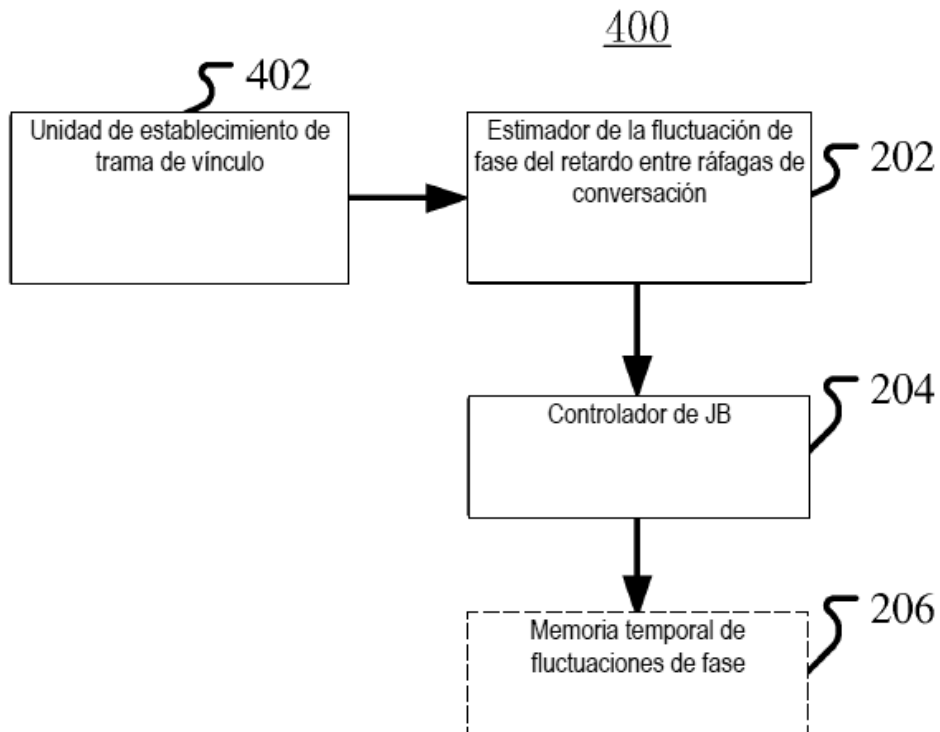 400
402
Unidad de establecimiento de
trama de vínculo
Estimador de la fluctuación de
fase del retardo entre ráfagas de
conversación
202
Controlador de JB
204
Memoria temporal de
fluctuaciones de fase
206